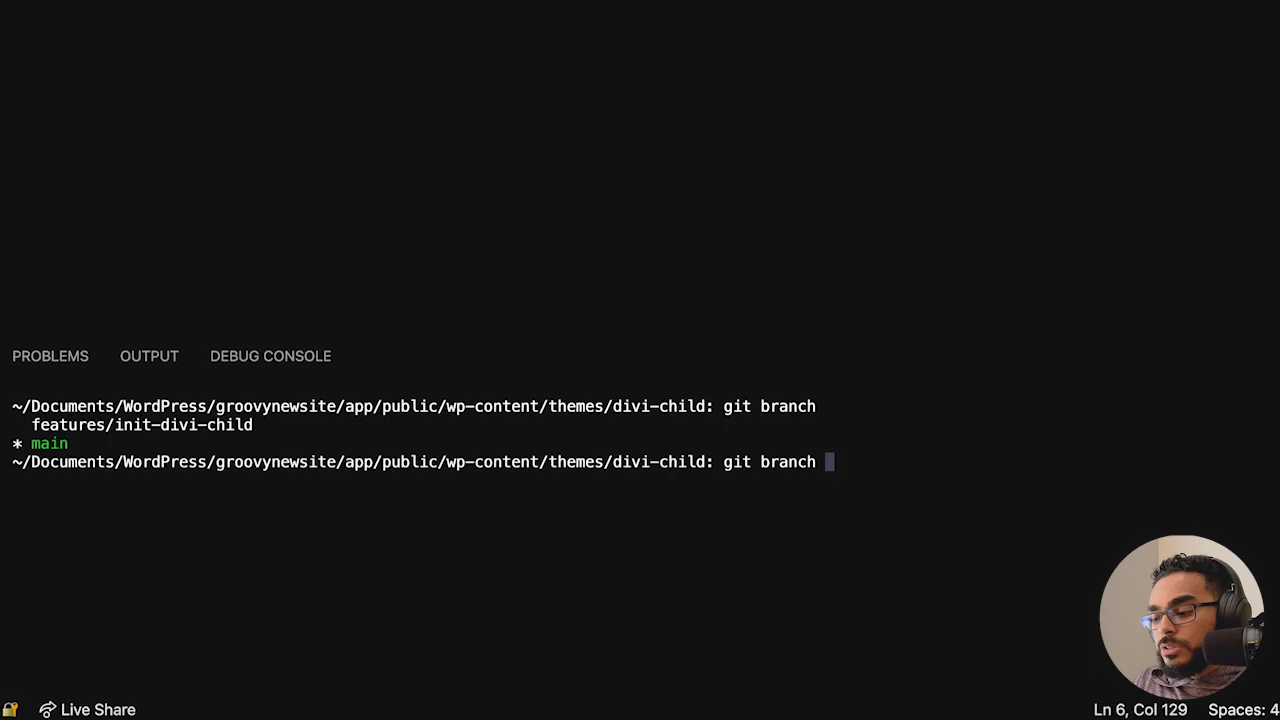 PROBLEMS OUTPUT DEBUG CONSOLE
~/Documents/WordPress/groovynewsite/app/public/wp-content/themes/divi-child: git branch
features/init-divi-child
* main
~/Documents/WordPress/groovynewsite/app/public/wp-content/themes/divi-child: git branch
Live Share Ln 6, Col 129 Spaces: 4